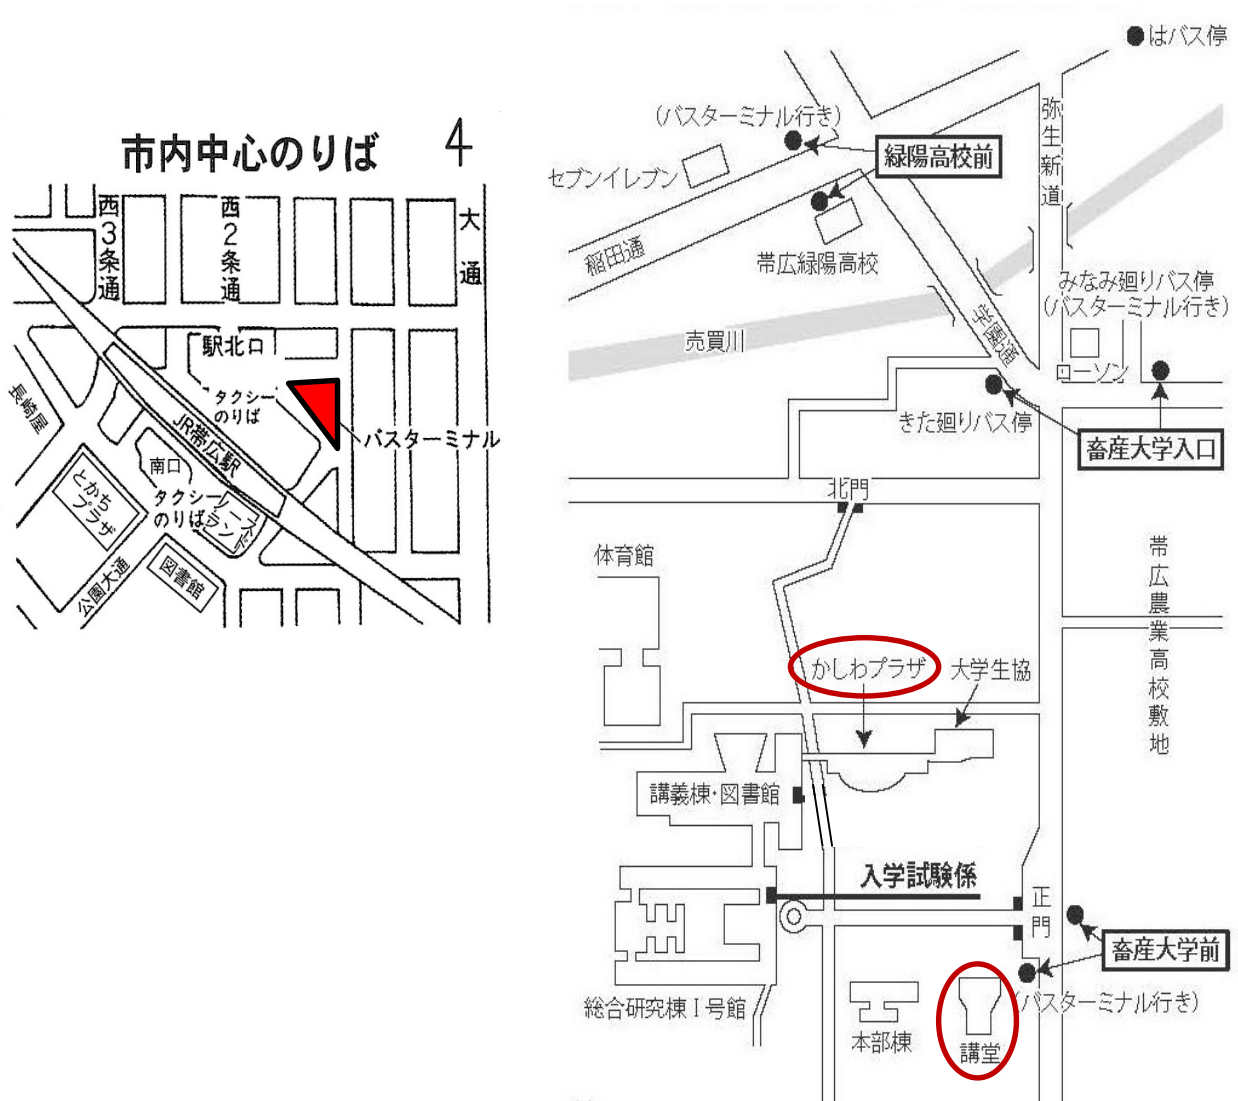 市内中心のりば
4
西3条通
西2条通
大通
駅北口
タクシー
のりば
バスターミナル
JR帯広駅
長崎屋
南口
タクシー
のりば
とかち
プラザ
公園大通
図書館
●はバス停
(バスターミナル行き)
緑陽高校前
セブンイレブン
稲田通
帯広緑陽高校
弥生新道
売買川
学園通
みなみ廻りバス停
(バスターミナル行き)
ローソン
きた廻りバス停
畜産大学入口
北門
体育館
帯広農業高校敷地
かしわプラザ
大学生協
講義棟・図書館
入学試験係
正門
畜産大学前
(バスターミナル行き)
総合研究棟Ⅰ号館
本部棟
講堂